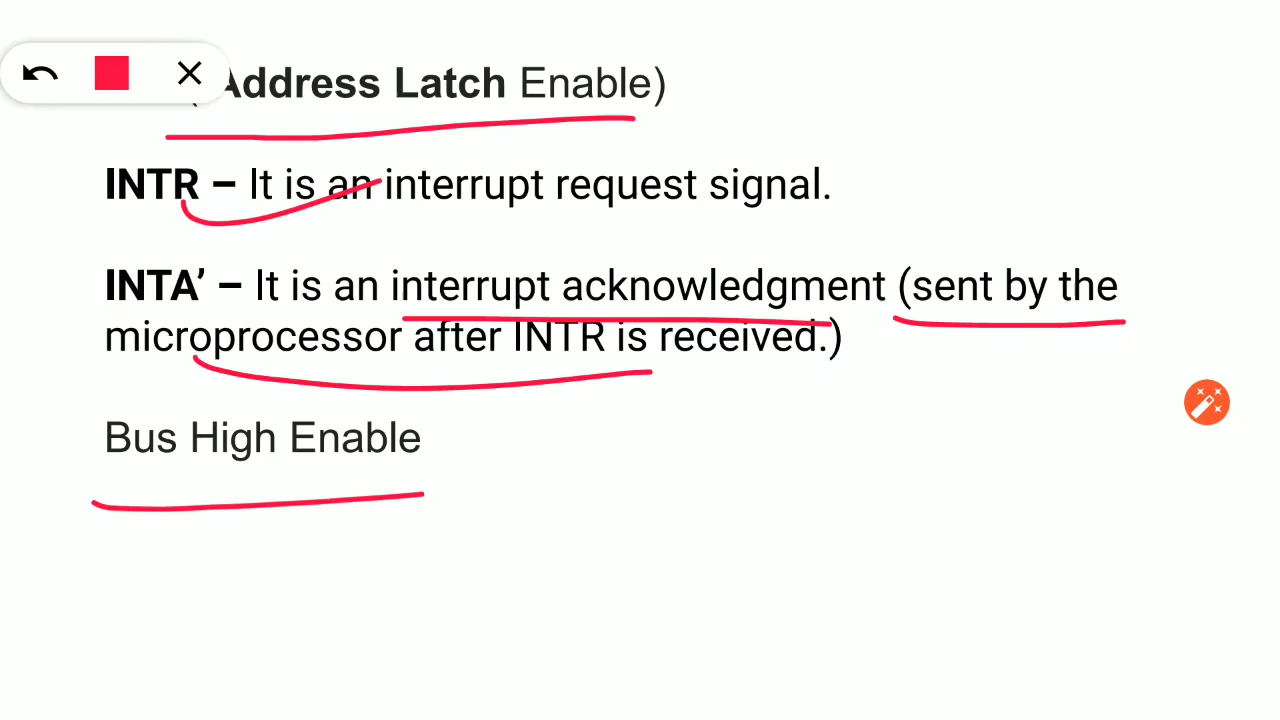 (Address Latch Enable)
INTR – It is an interrupt request signal.
INTA’ – It is an interrupt acknowledgment (sent by the
microprocessor after INTR is received.)
Bus High Enable